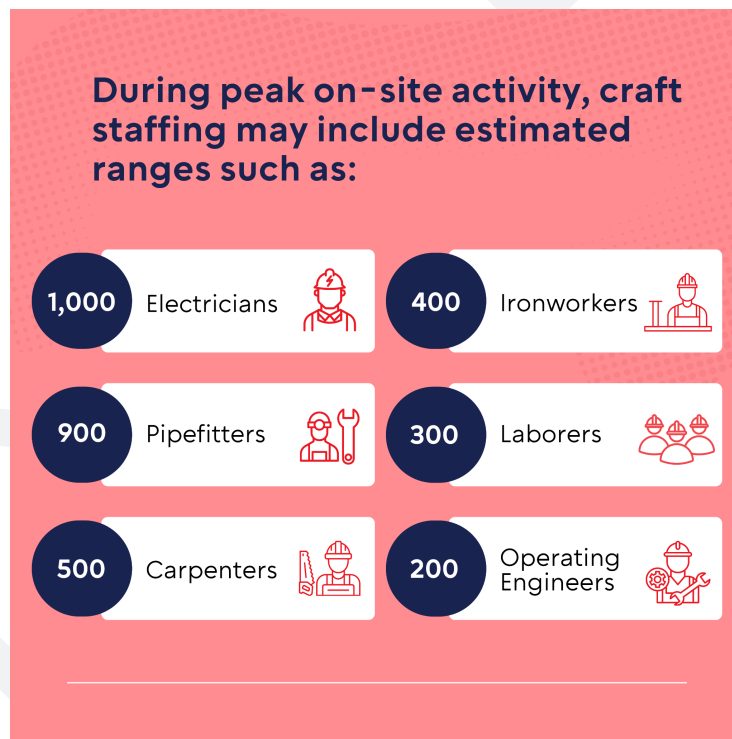 During peak on-site activity, craft
staffing may include estimated
ranges such as:
1,000 Electricians
400 Ironworkers
900 Pipefitters
300 Laborers
500 Carpenters
200 Operating
Engineers